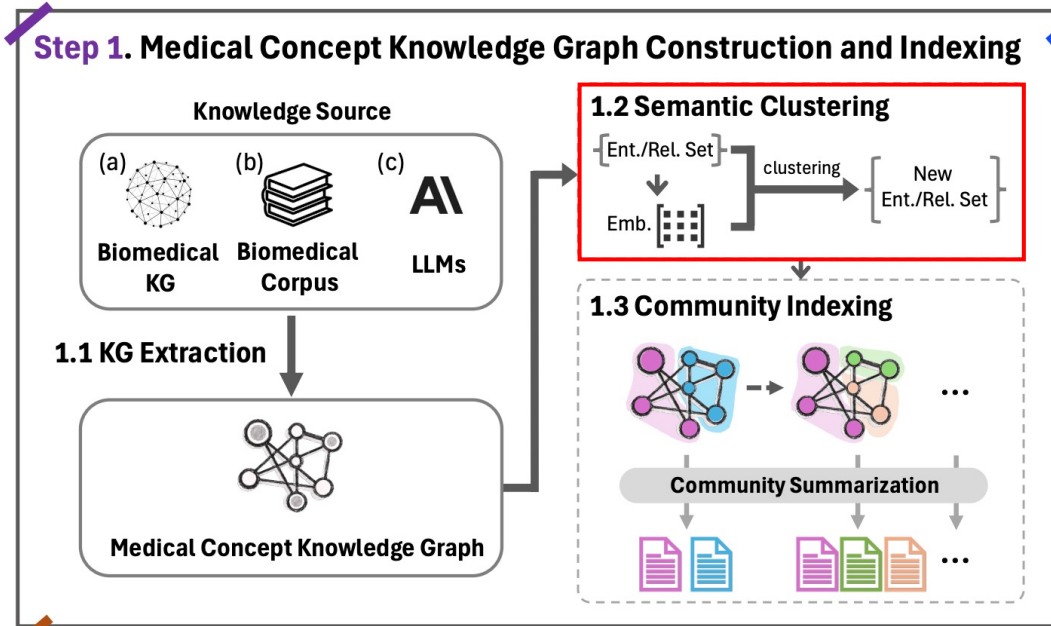 Step 1. Medical Concept Knowledge Graph Construction and Indexing
Knowledge Source
(a)
(b)
(c)
Biomedical
KG
Biomedical
Corpus
LLMs
1.1 KG Extraction
Medical Concept Knowledge Graph
1.2 Semantic Clustering
{Ent./Rel. Set}
Emb.
clustering
New
Ent./Rel. Set
1.3 Community Indexing
...
Community Summarization
...